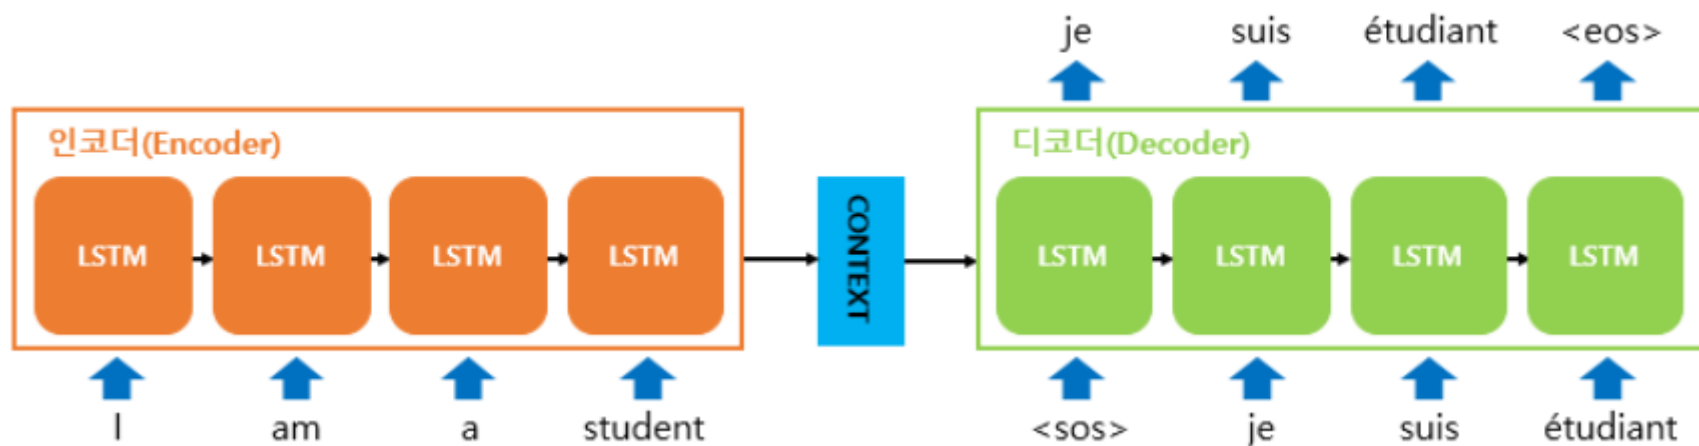 je suis étudiant <eos>
인코더(Encoder)
디코더(Decoder)
LSTM LSTM LSTM LSTM
CONTEXT
LSTM LSTM LSTM LSTM
I am a student
<sos> je suis étudiant